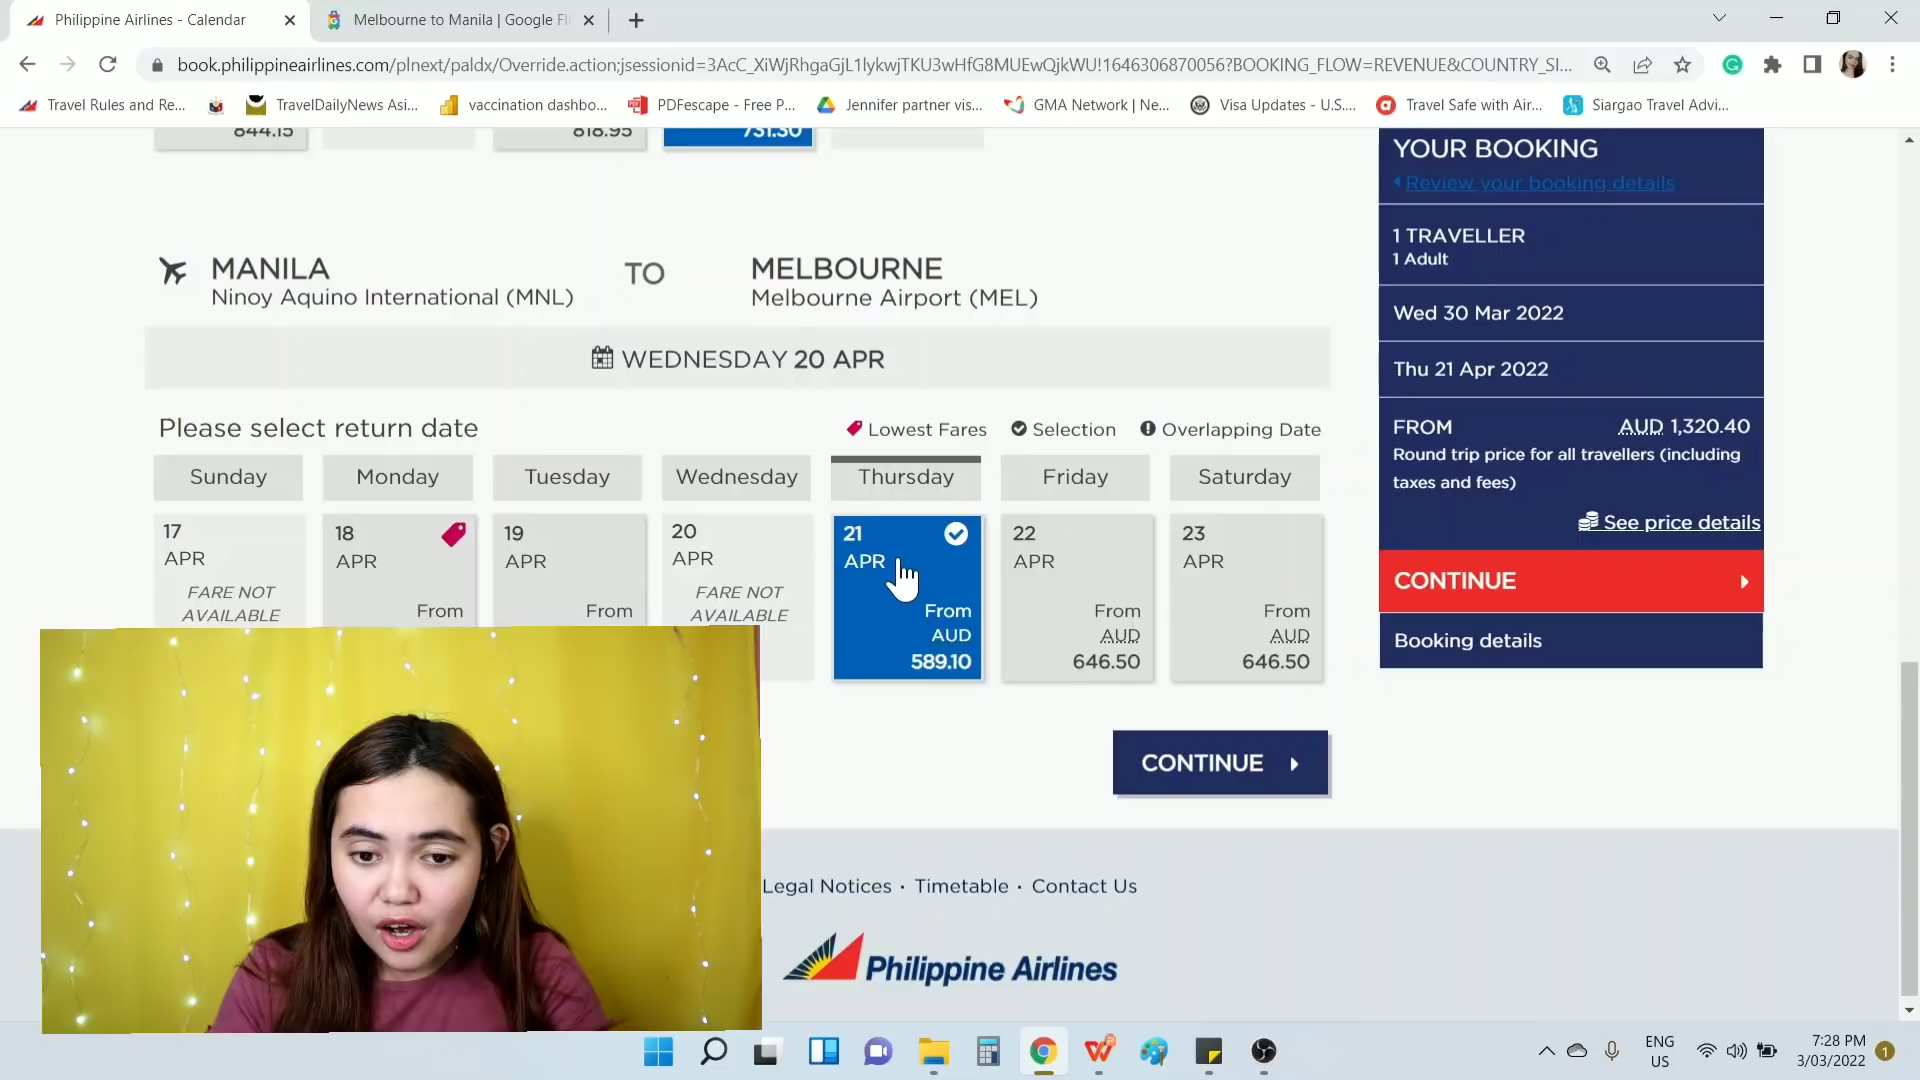 Philippine Airlines - Calendar
Melbourne to Manila | Google Fli
book.philippineairlines.com/plnext/paldx/Override.action;jsessionid=3AcC_XiWjRhgaGjL1lykwjTKU3wHfG8MUEwQjkWU!1646306870056?BOOKING_FLOW=REVENUE&COUNTRY_SI...
Travel Rules and Re...
TravelDailyNews Asi...
vaccination dashbo...
PDFescape - Free P...
Jennifer partner vis...
GMA Network | Ne...
Visa Updates - U.S....
Travel Safe with Air...
Siargao Travel Advi...
844.15
818.95
731.30
MANILA
Ninoy Aquino International (MNL)
TO
MELBOURNE
Melbourne Airport (MEL)
WEDNESDAY 20 APR
Please select return date
Lowest Fares
Selection
Overlapping Date
Sunday
Monday
Tuesday
Wednesday
Thursday
Friday
Saturday
17
APR
FARE NOT
AVAILABLE
18
APR
From
19
APR
From
20
APR
FARE NOT
AVAILABLE
21
APR
From
AUD
589.10
22
APR
From
AUD
646.50
23
APR
From
AUD
646.50
CONTINUE
YOUR BOOKING
Review your booking details
1 TRAVELLER
1 Adult
Wed 30 Mar 2022
Thu 21 Apr 2022
FROM AUD 1,320.40
Round trip price for all travellers (including
taxes and fees)
See price details
CONTINUE
Booking details
Legal Notices • Timetable • Contact Us
Philippine Airlines
ENG
US
7:28 PM
3/03/2022
1